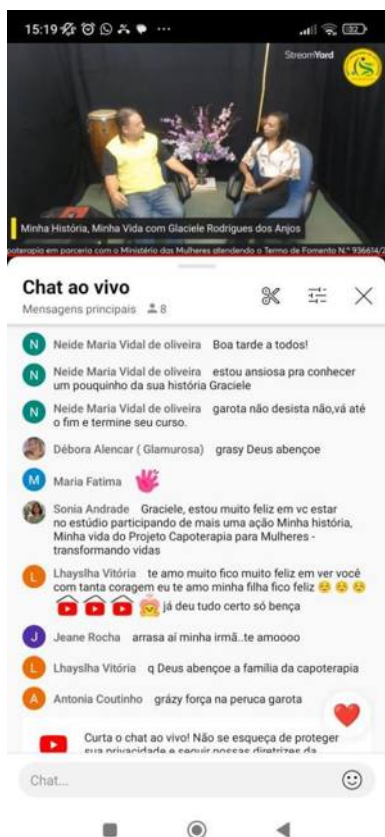 15:19
32
StreamYard
Minha História, Minha Vida com Glaciele Rodrigues dos Anjos
poterapia em parceria com o Ministério das Mulheres atendendo o Termo de Fomento N.º 936614/2
Chat ao vivo
Mensagens principais 8
N Neide Maria Vidal de oliveira Boa tarde a todos!
N Neide Maria Vidal de oliveira estou ansiosa pra conhecer
um pouquinho da sua história Graciele
N Neide Maria Vidal de oliveira garota não desista não,vá até
o fim e termine seu curso.
Débora Alencar ( Glamurosa) grasy Deus abençoe
M Maria Fatima
Sonia Andrade Graciele, estou muito feliz em vc estar
no estúdio participando de mais uma ação Minha história,
Minha vida do Projeto Capoterapia para Mulheres -
transformando vidas
L Lhayslha Vitória te amo muito fico muito feliz em ver você
com tanta coragem eu te amo minha filha fico feliz
já deu tudo certo só bença
J Jeane Rocha arrasa aí minha irmã..te amoooo
L Lhayslha Vitória q Deus abençoe a família da capoterapia
A Antonia Coutinho grázy força na peruca garota
Curta o chat ao vivo! Não se esqueça de proteger
sua privacidade e seguir nossas diretrizes da
Chat...